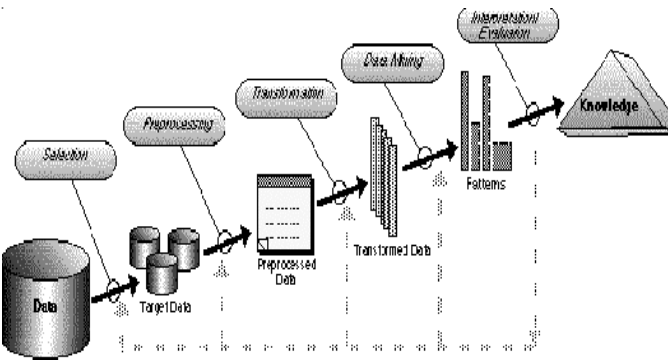 Interpretation/
Evaluation
Data Mining
Transformation
Preprocessing
Selection
Knowledge
Patterns
Transformed Data
Preprocessed
Data
Target Data
Data